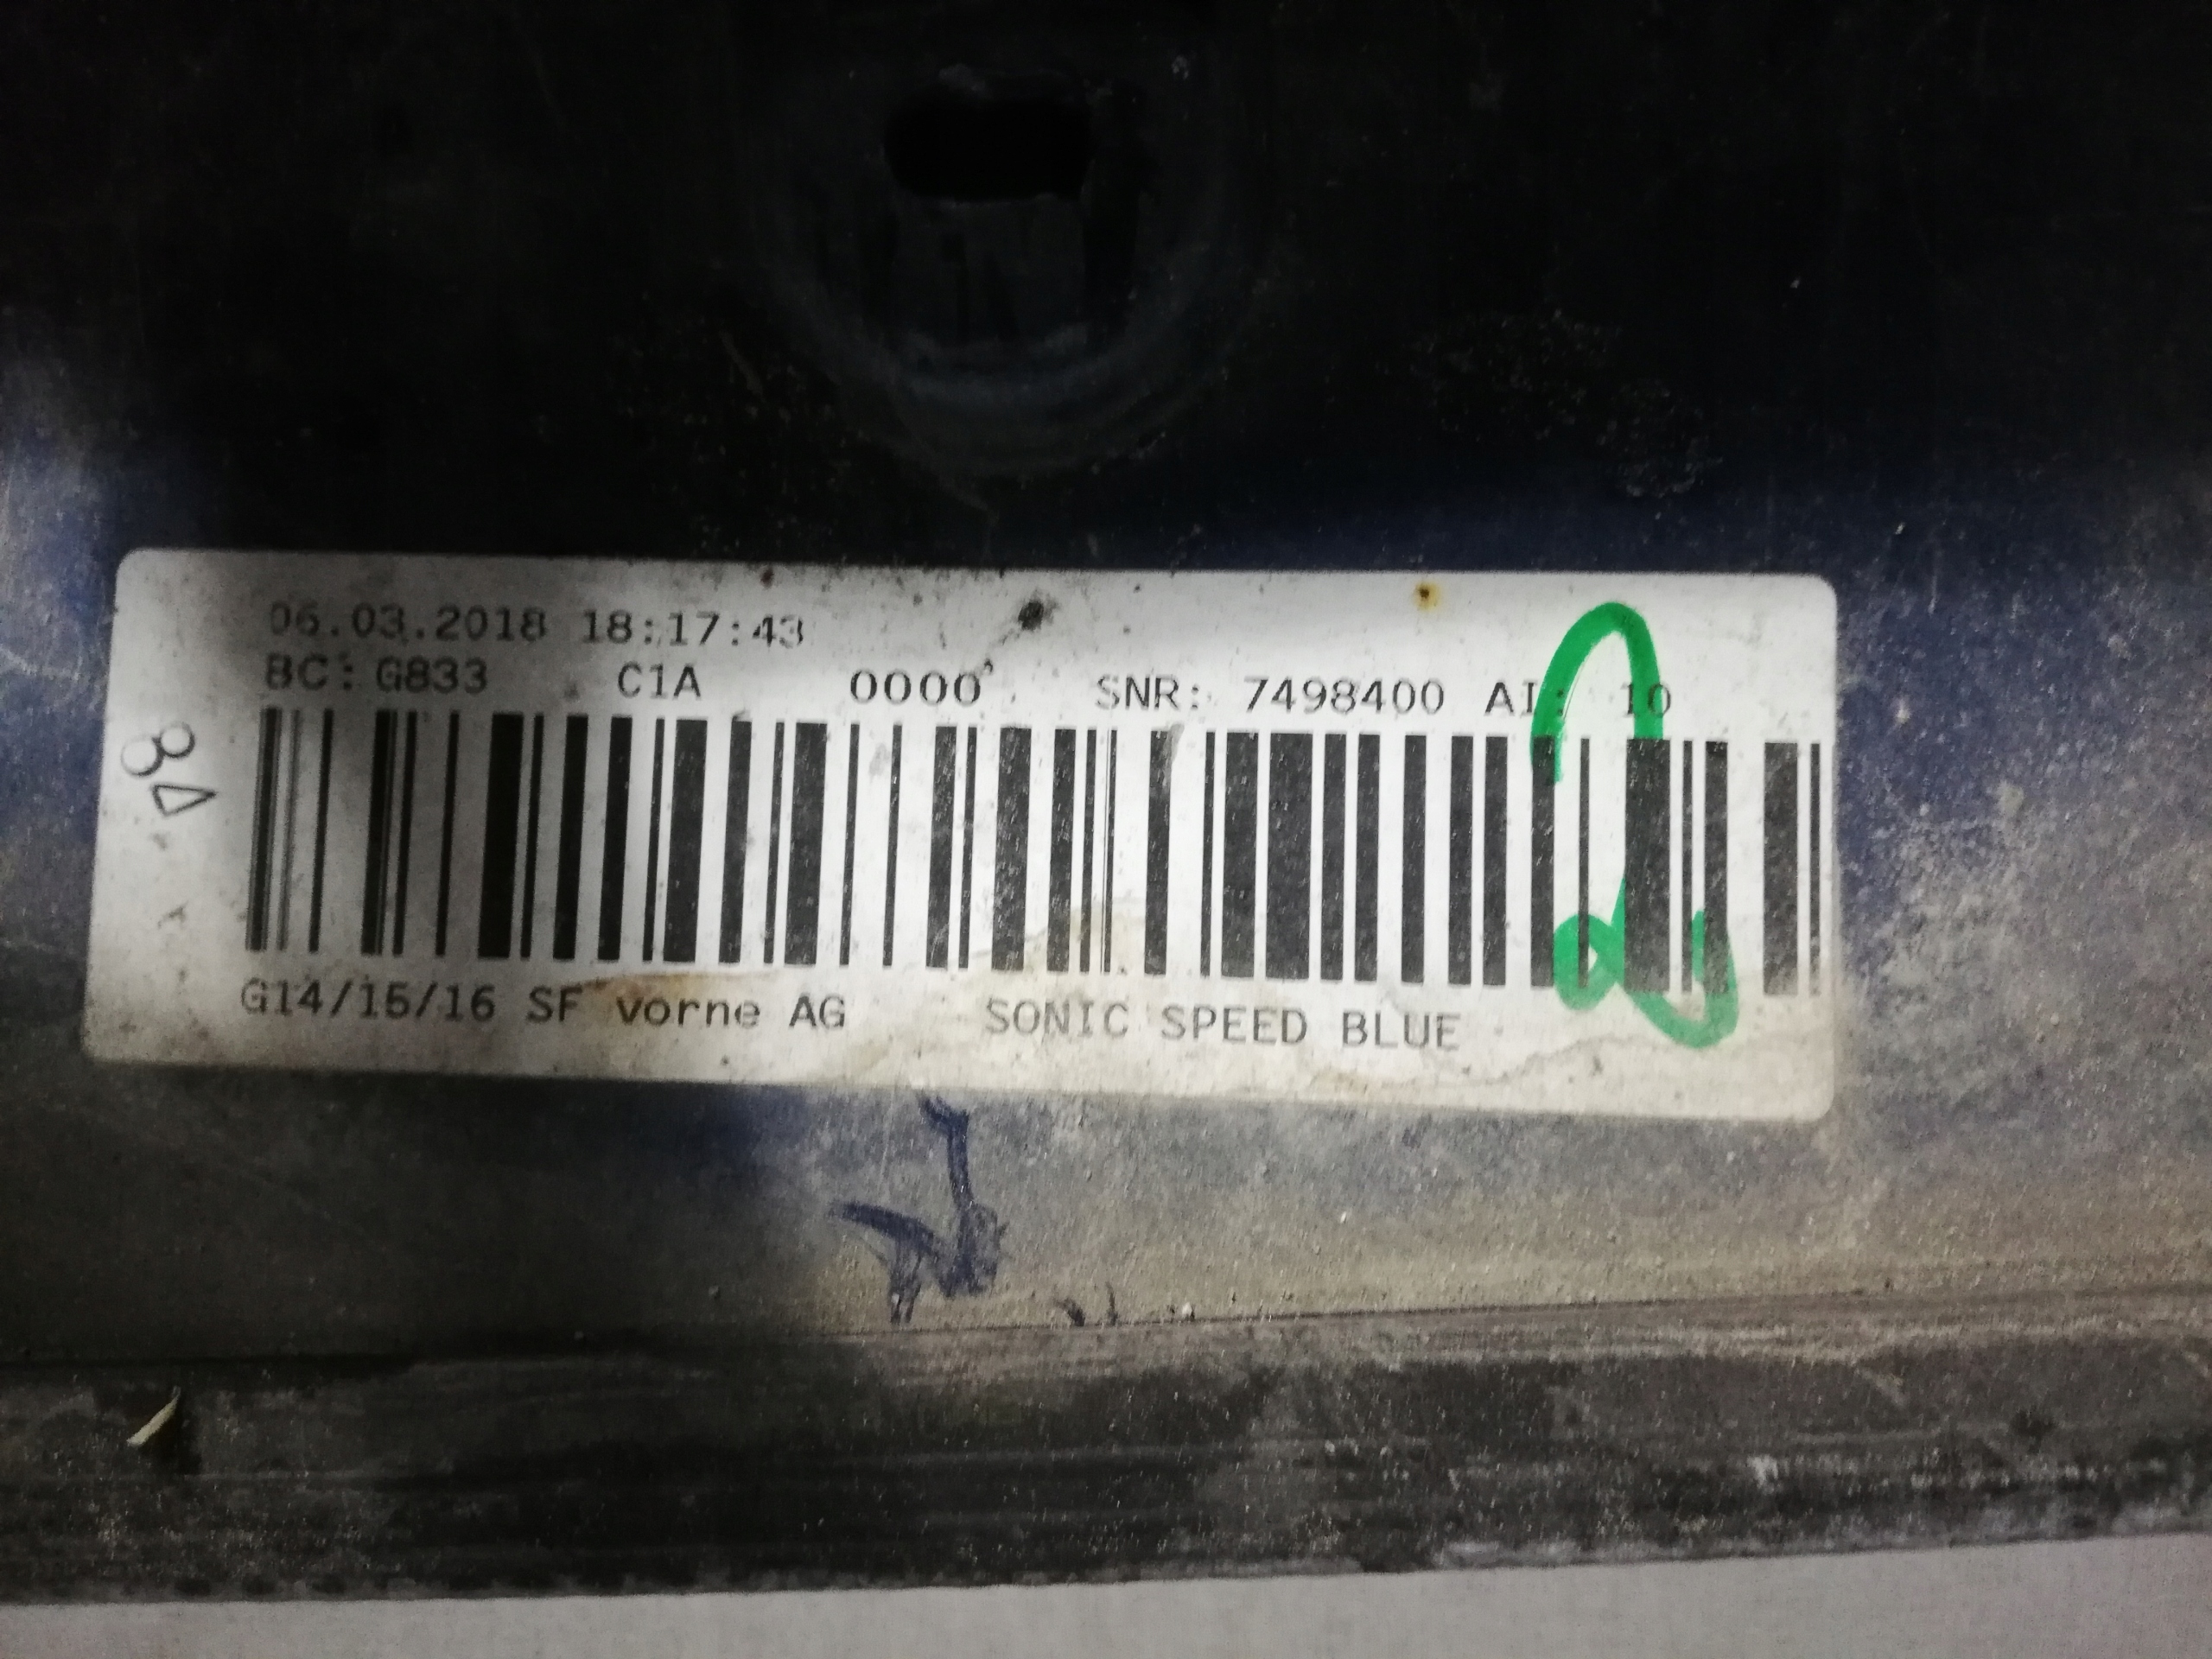 06.03.2018 18:17:43
BC: G833 C1A 0000 SNR: 7498400 AI: 10
G14/15/16 SF vorne AG SONIC SPEED BLUE
2